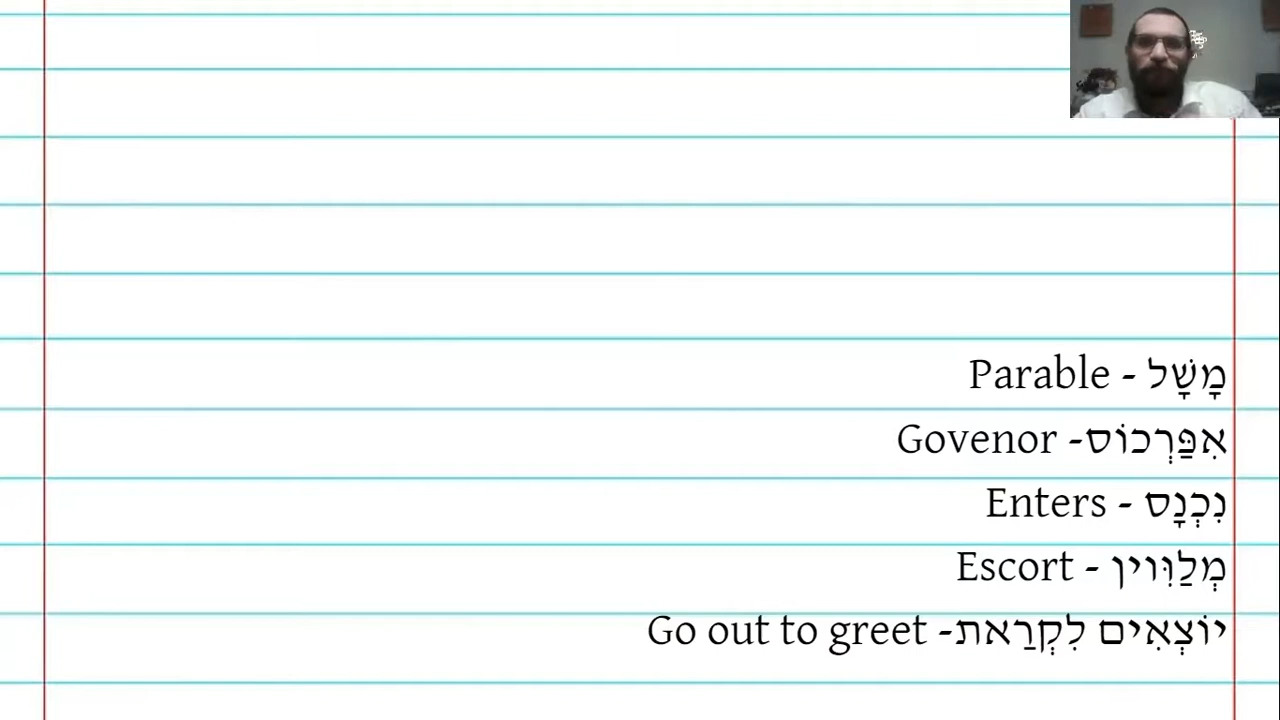 מָשָׁל - Parable
אִפַּרְכוֹס- Govenor
נִכְנָס - Enters
מְלַוִּוין - Escort
יוֹצְאִים לִקְרַאת- Go out to greet